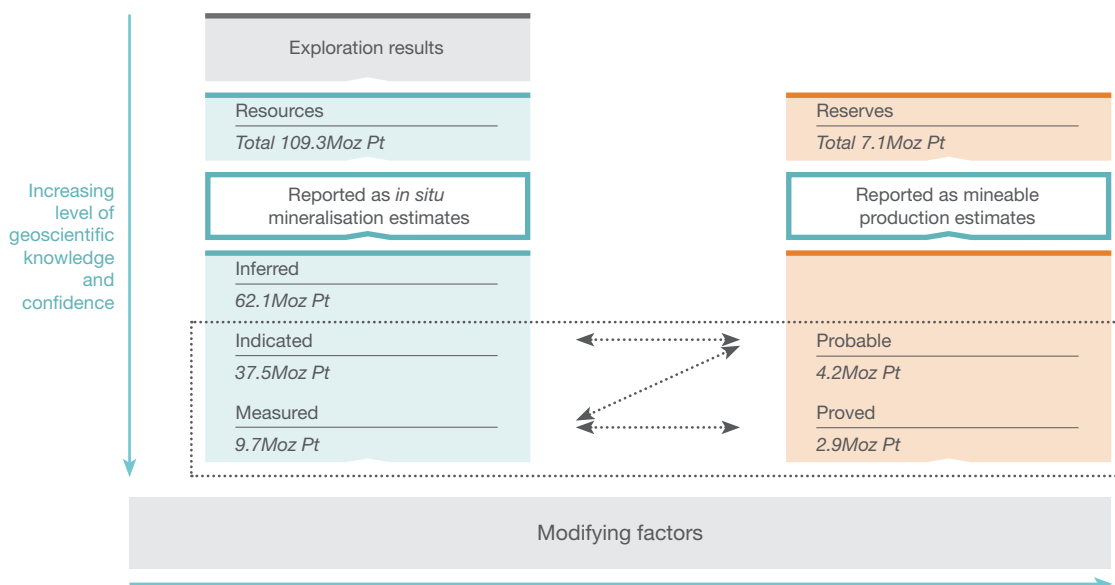 Exploration results
Resources
Total 109.3Moz Pt
Reserves
Total 7.1Moz Pt
Increasing
level of
geoscientific
knowledge
and
confidence
Reported as in situ
mineralisation estimates
Reported as mineable
production estimates
Inferred
62.1Moz Pt
Indicated
37.5Moz Pt
Probable
4.2Moz Pt
Measured
9.7Moz Pt
Proved
2.9Moz Pt
Modifying factors